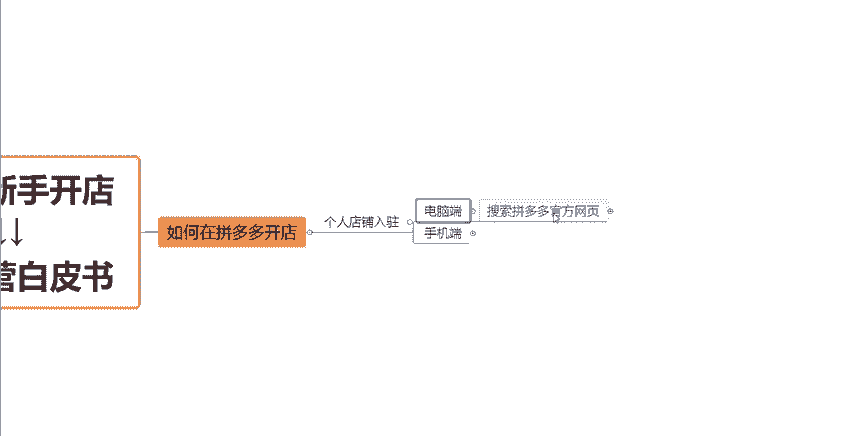 新手开店
↓↓
营白皮书
如何在拼多多开店
个人店铺入驻
电脑端
搜索拼多多官方网页
手机端